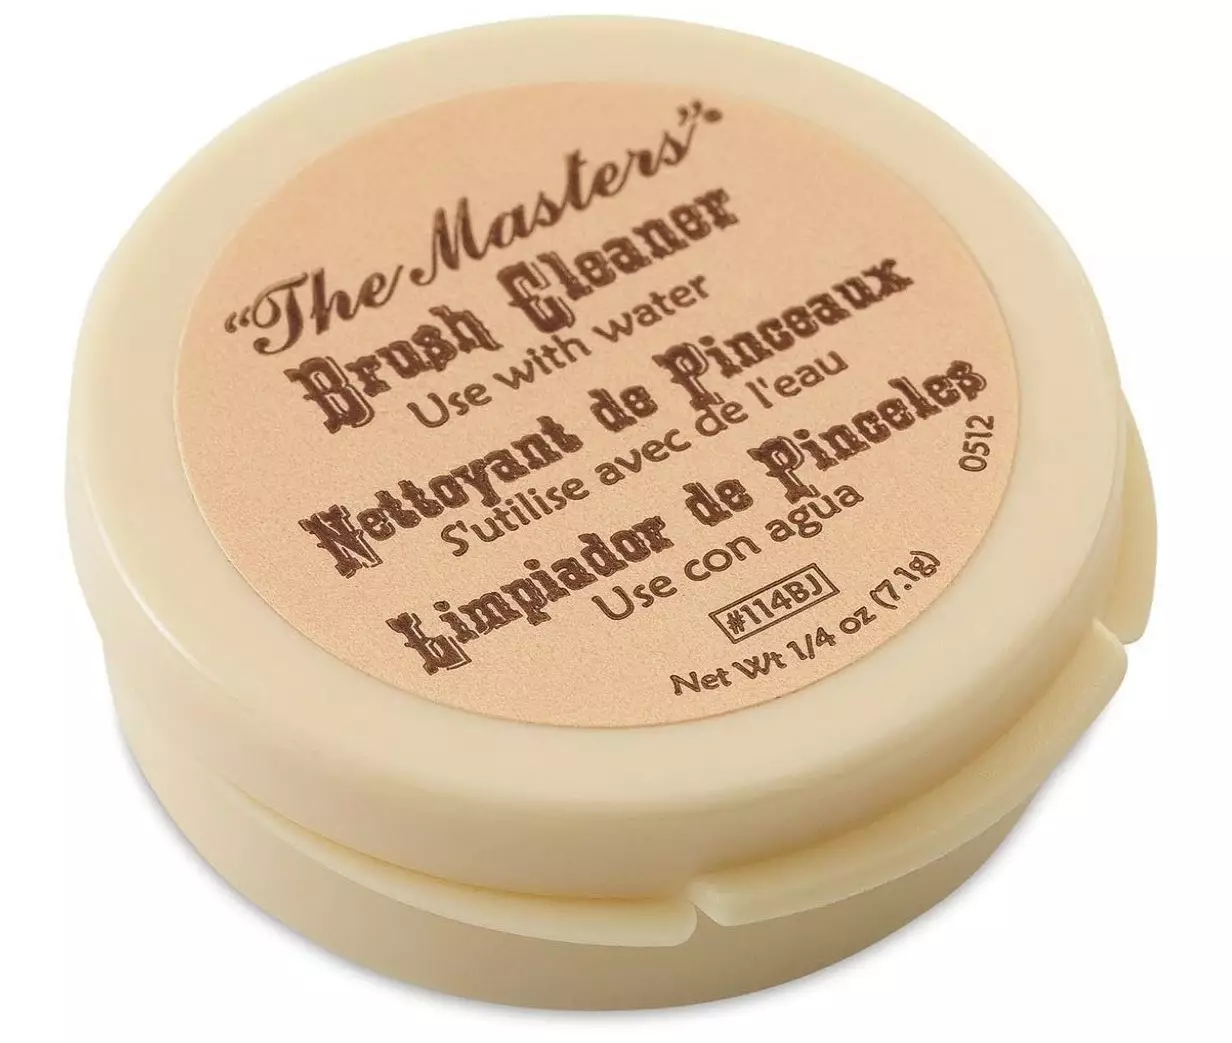 “The Masters”®
Brush Cleaner
Use with water
Nettoyant de Pinceaux
S'utilise avec de l'eau
Limpiador de Pinceles
Use con agua
#114BJ
Net Wt 1/4 oz (7.1g)
0512